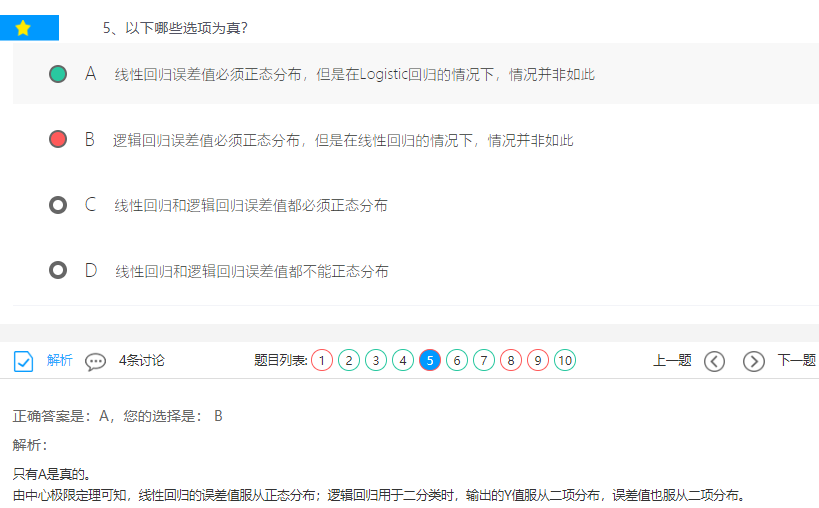 5、以下哪些选项为真?
A 线性回归误差值必须正态分布，但是在Logistic回归的情况下，情况并非如此
B 逻辑回归误差值必须正态分布，但是在线性回归的情况下，情况并非如此
C 线性回归和逻辑回归误差值都必须正态分布
D 线性回归和逻辑回归误差值都不能正态分布
解析 4条讨论 题目列表: 1 2 3 4 5 6 7 8 9 10 上一题 下一题
正确答案是：A，您的选择是： B
解析：
只有A是真的。
由中心极限定理可知，线性回归的误差值服从正态分布；逻辑回归用于二分类时，输出的Y值服从二项分布，误差值也服从二项分布。